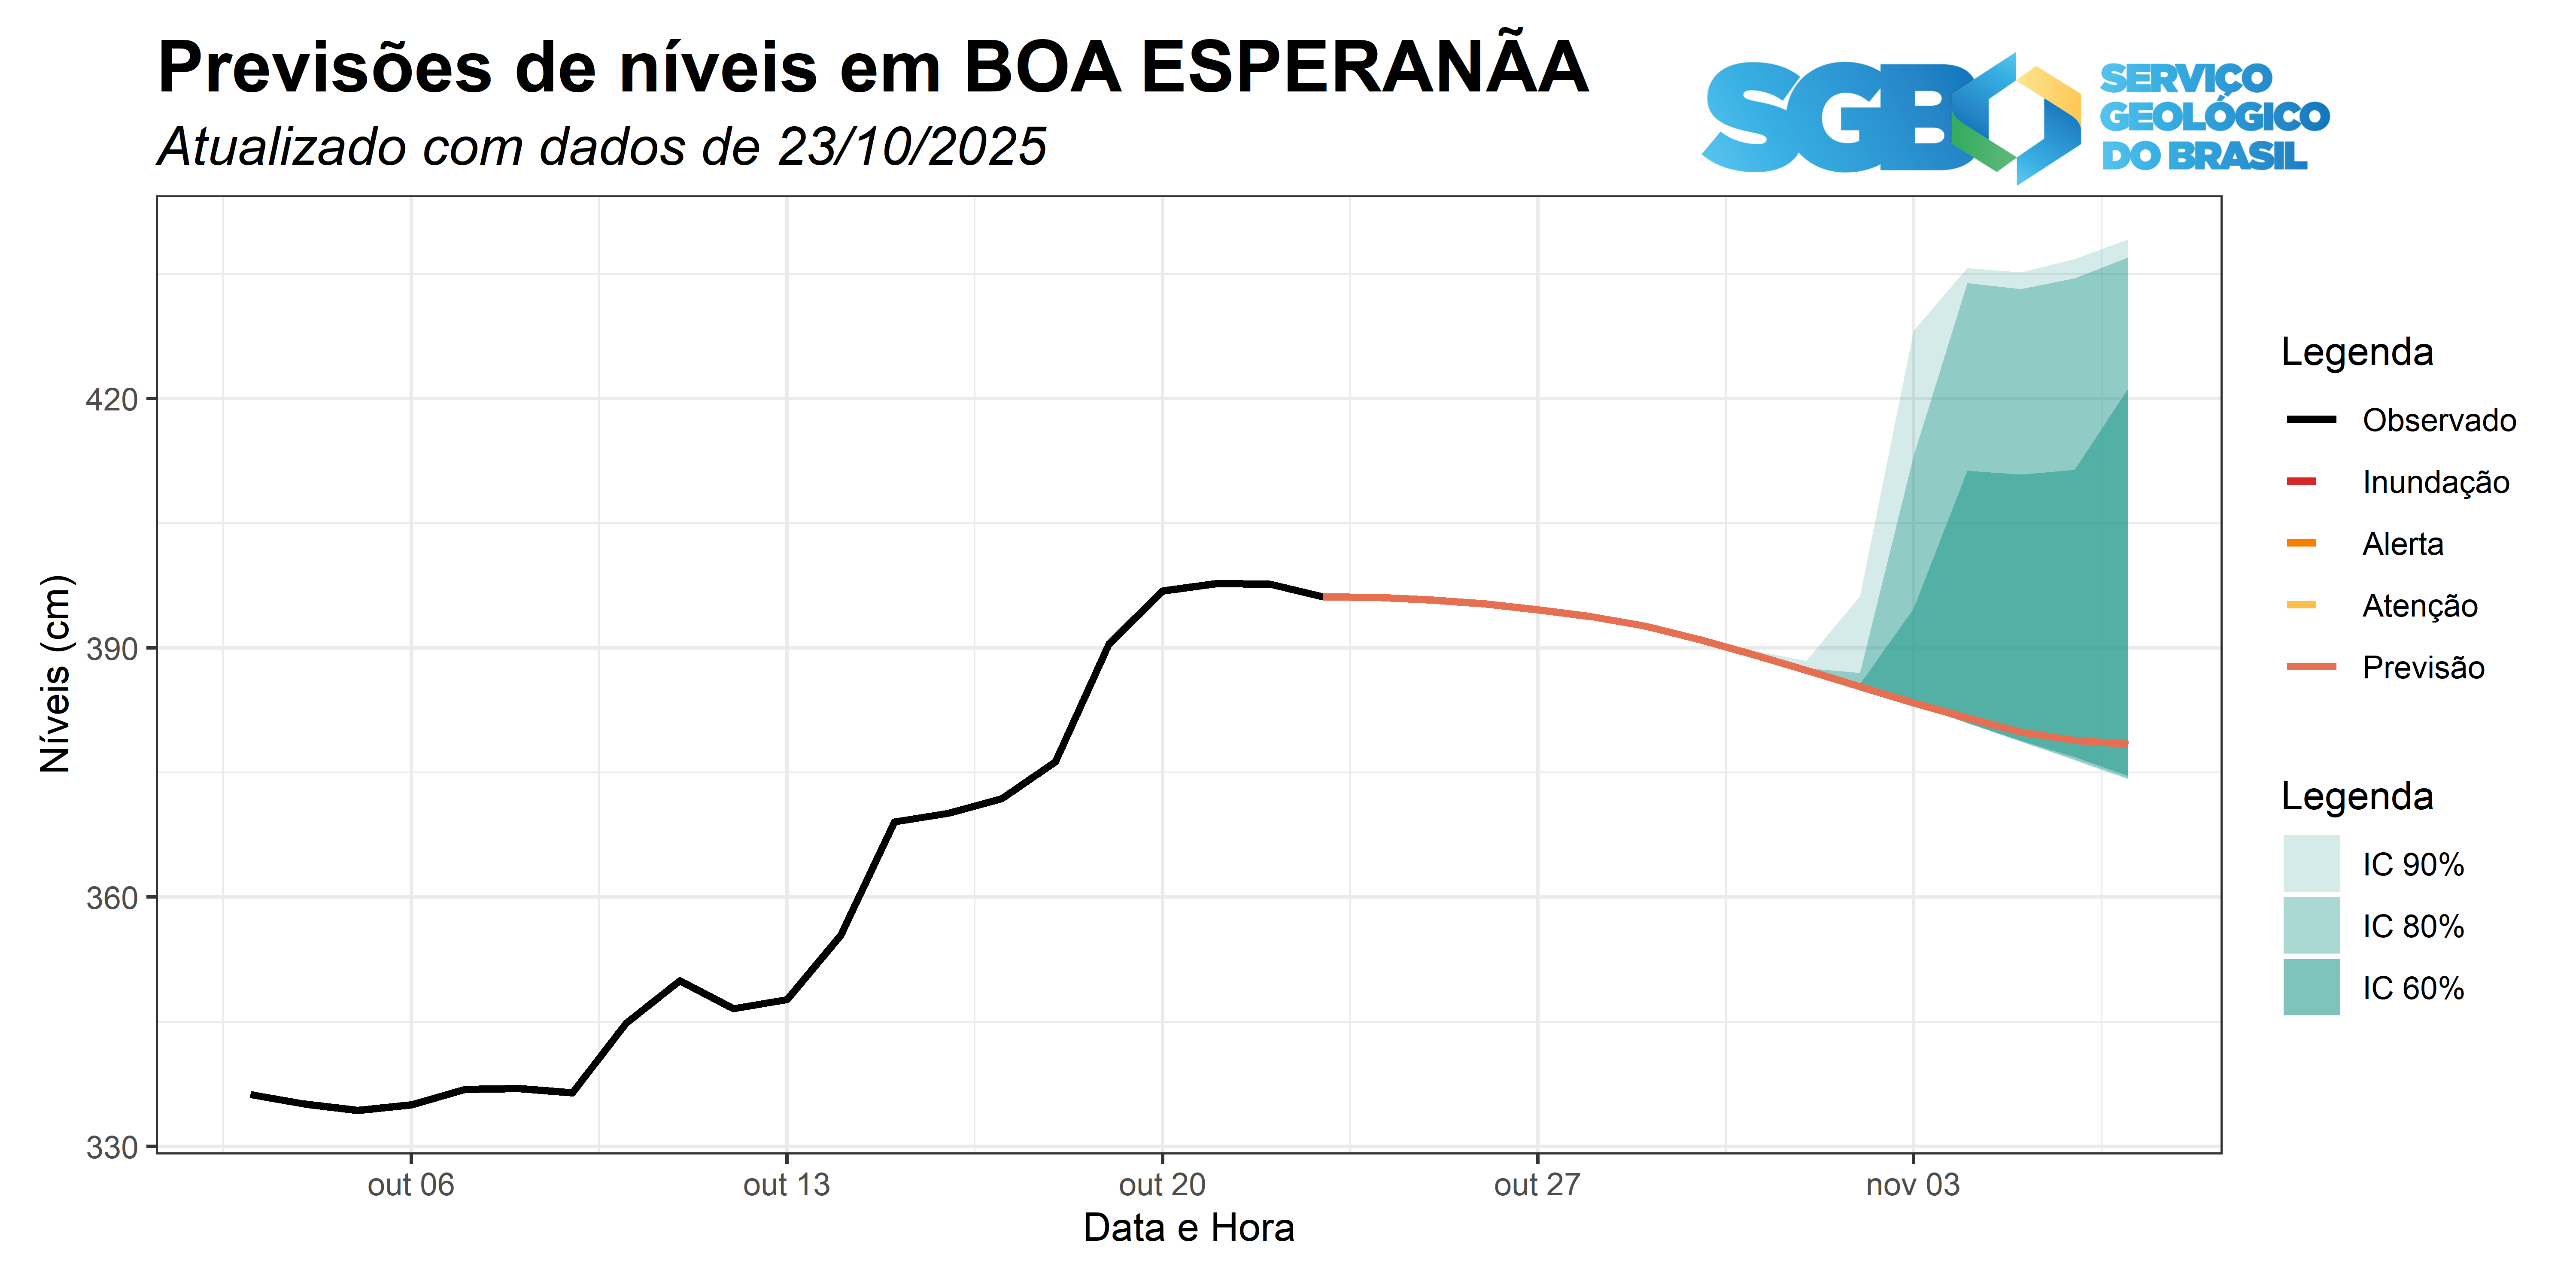 Previsões de níveis em BOA ESPERANÃA
Atualizado com dados de 23/10/2025
SGB
SERVIÇO
GEOLÓGICO
DO BRASIL
Níveis (cm)
420
390
360
330
out 06
out 13
out 20
out 27
nov 03
Data e Hora
Legenda
Observado
Inundação
Alerta
Atenção
Previsão
Legenda
IC 90%
IC 80%
IC 60%